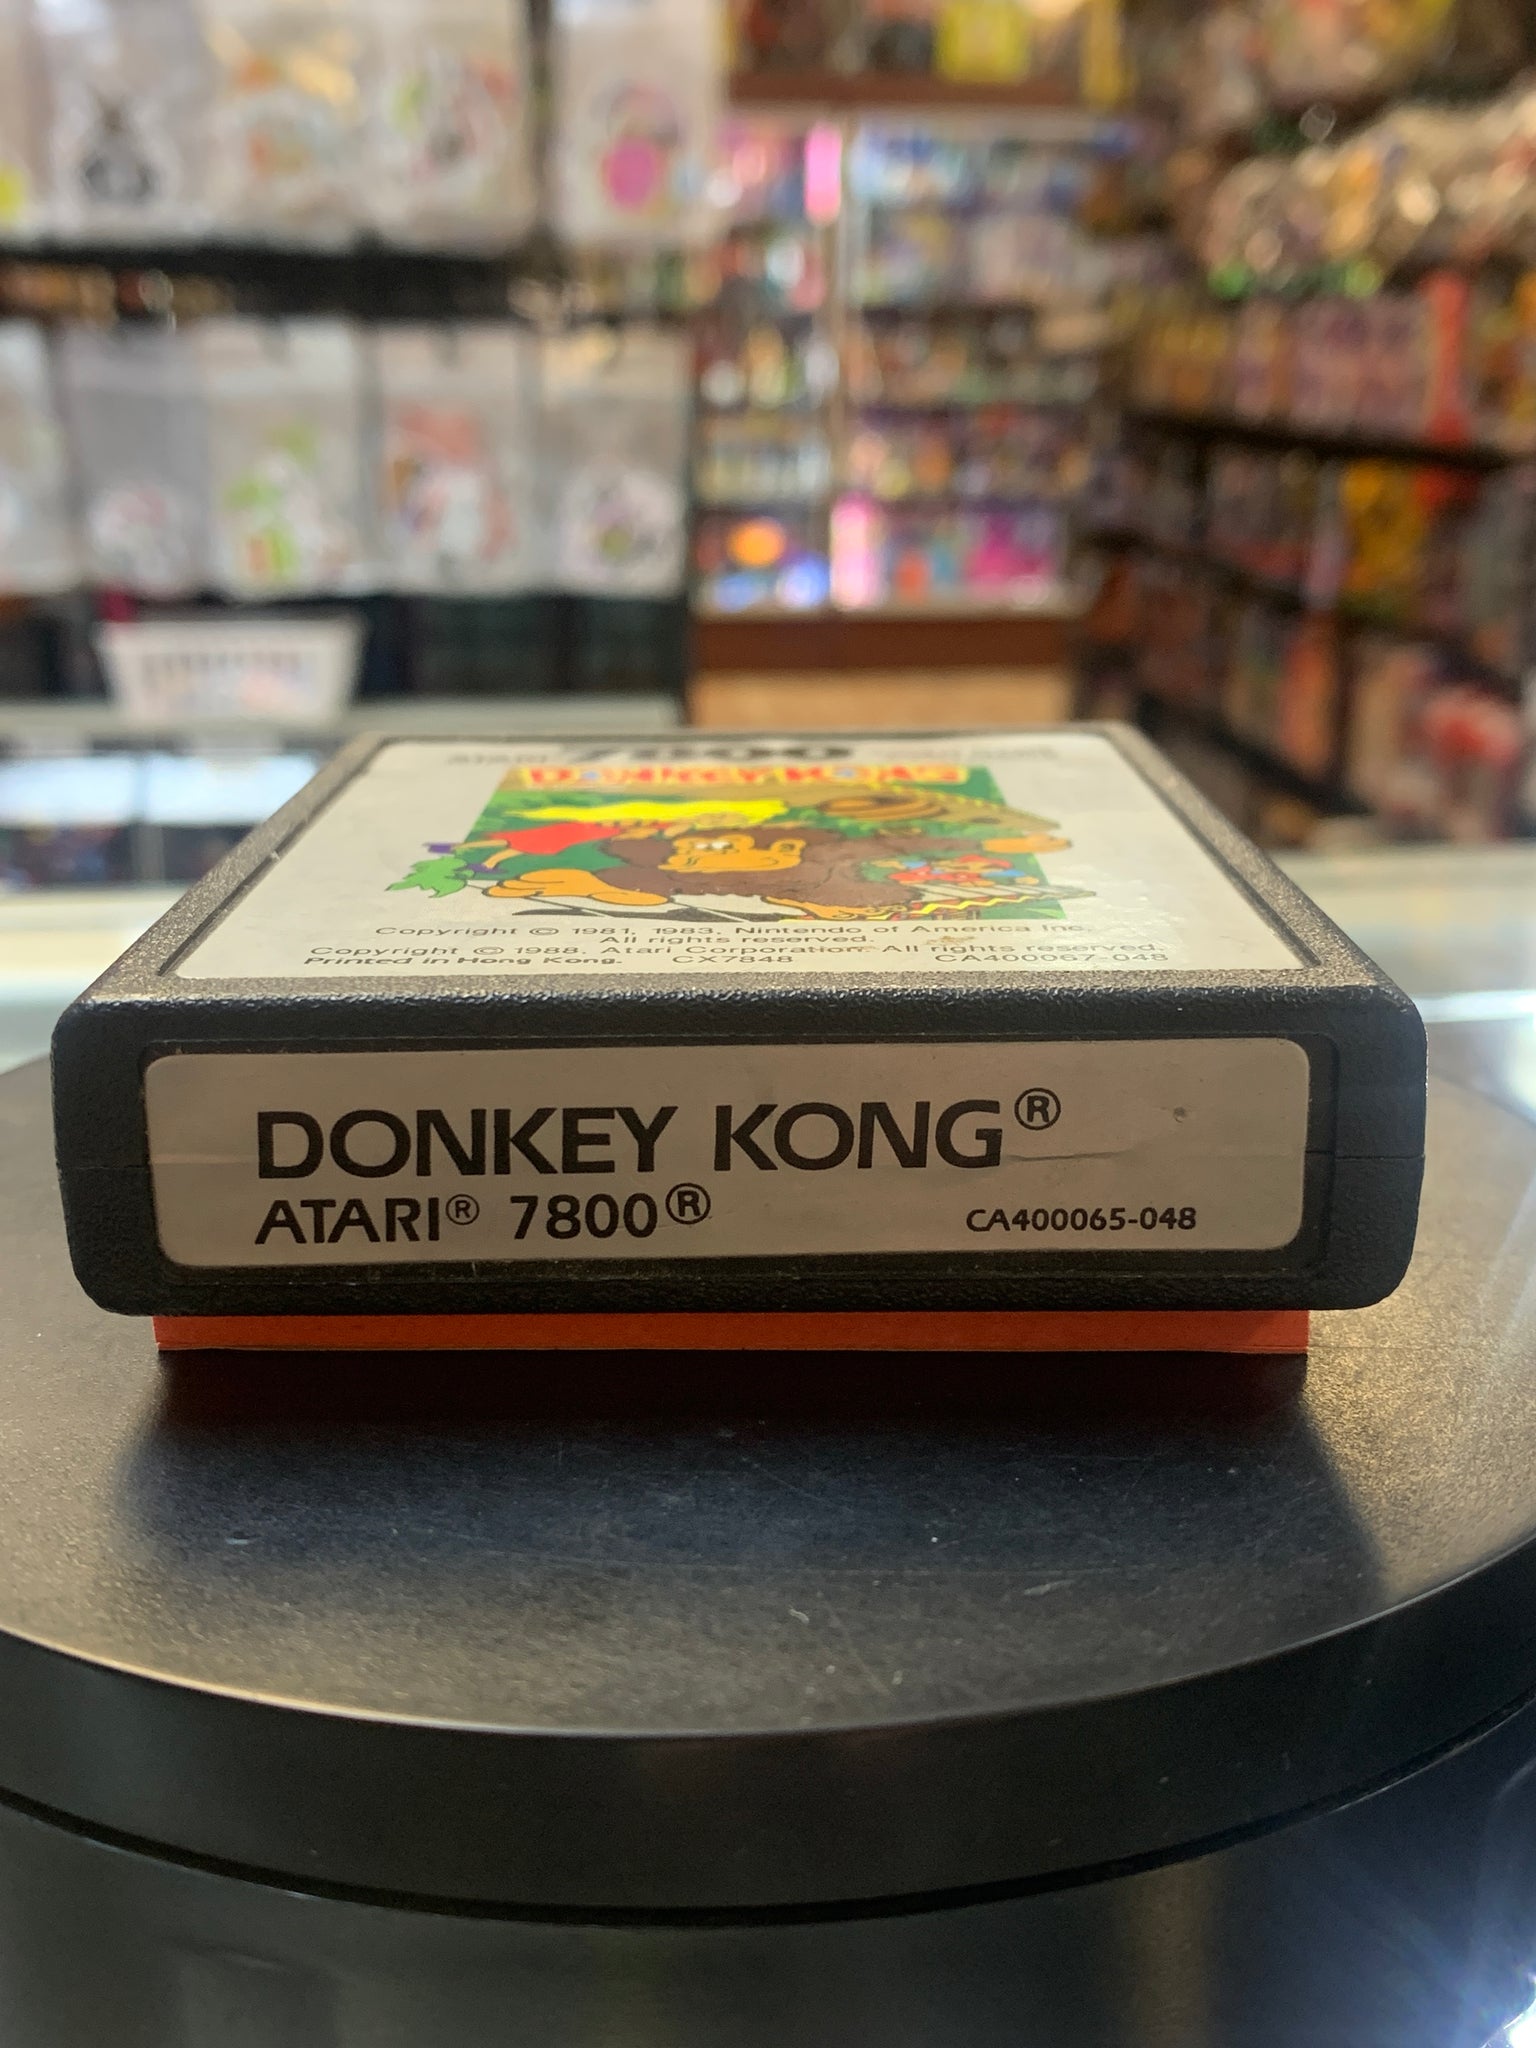 ATARI 7800
DONKEY KONG
Copyright © 1981, 1983, Nintendo of America Inc.
All rights reserved.
Copyright © 1988, Atari Corporation. All rights reserved.
Printed in Hong Kong. CX7848 CA400067-048
DONKEY KONG®
ATARI® 7800®
CA400065-048